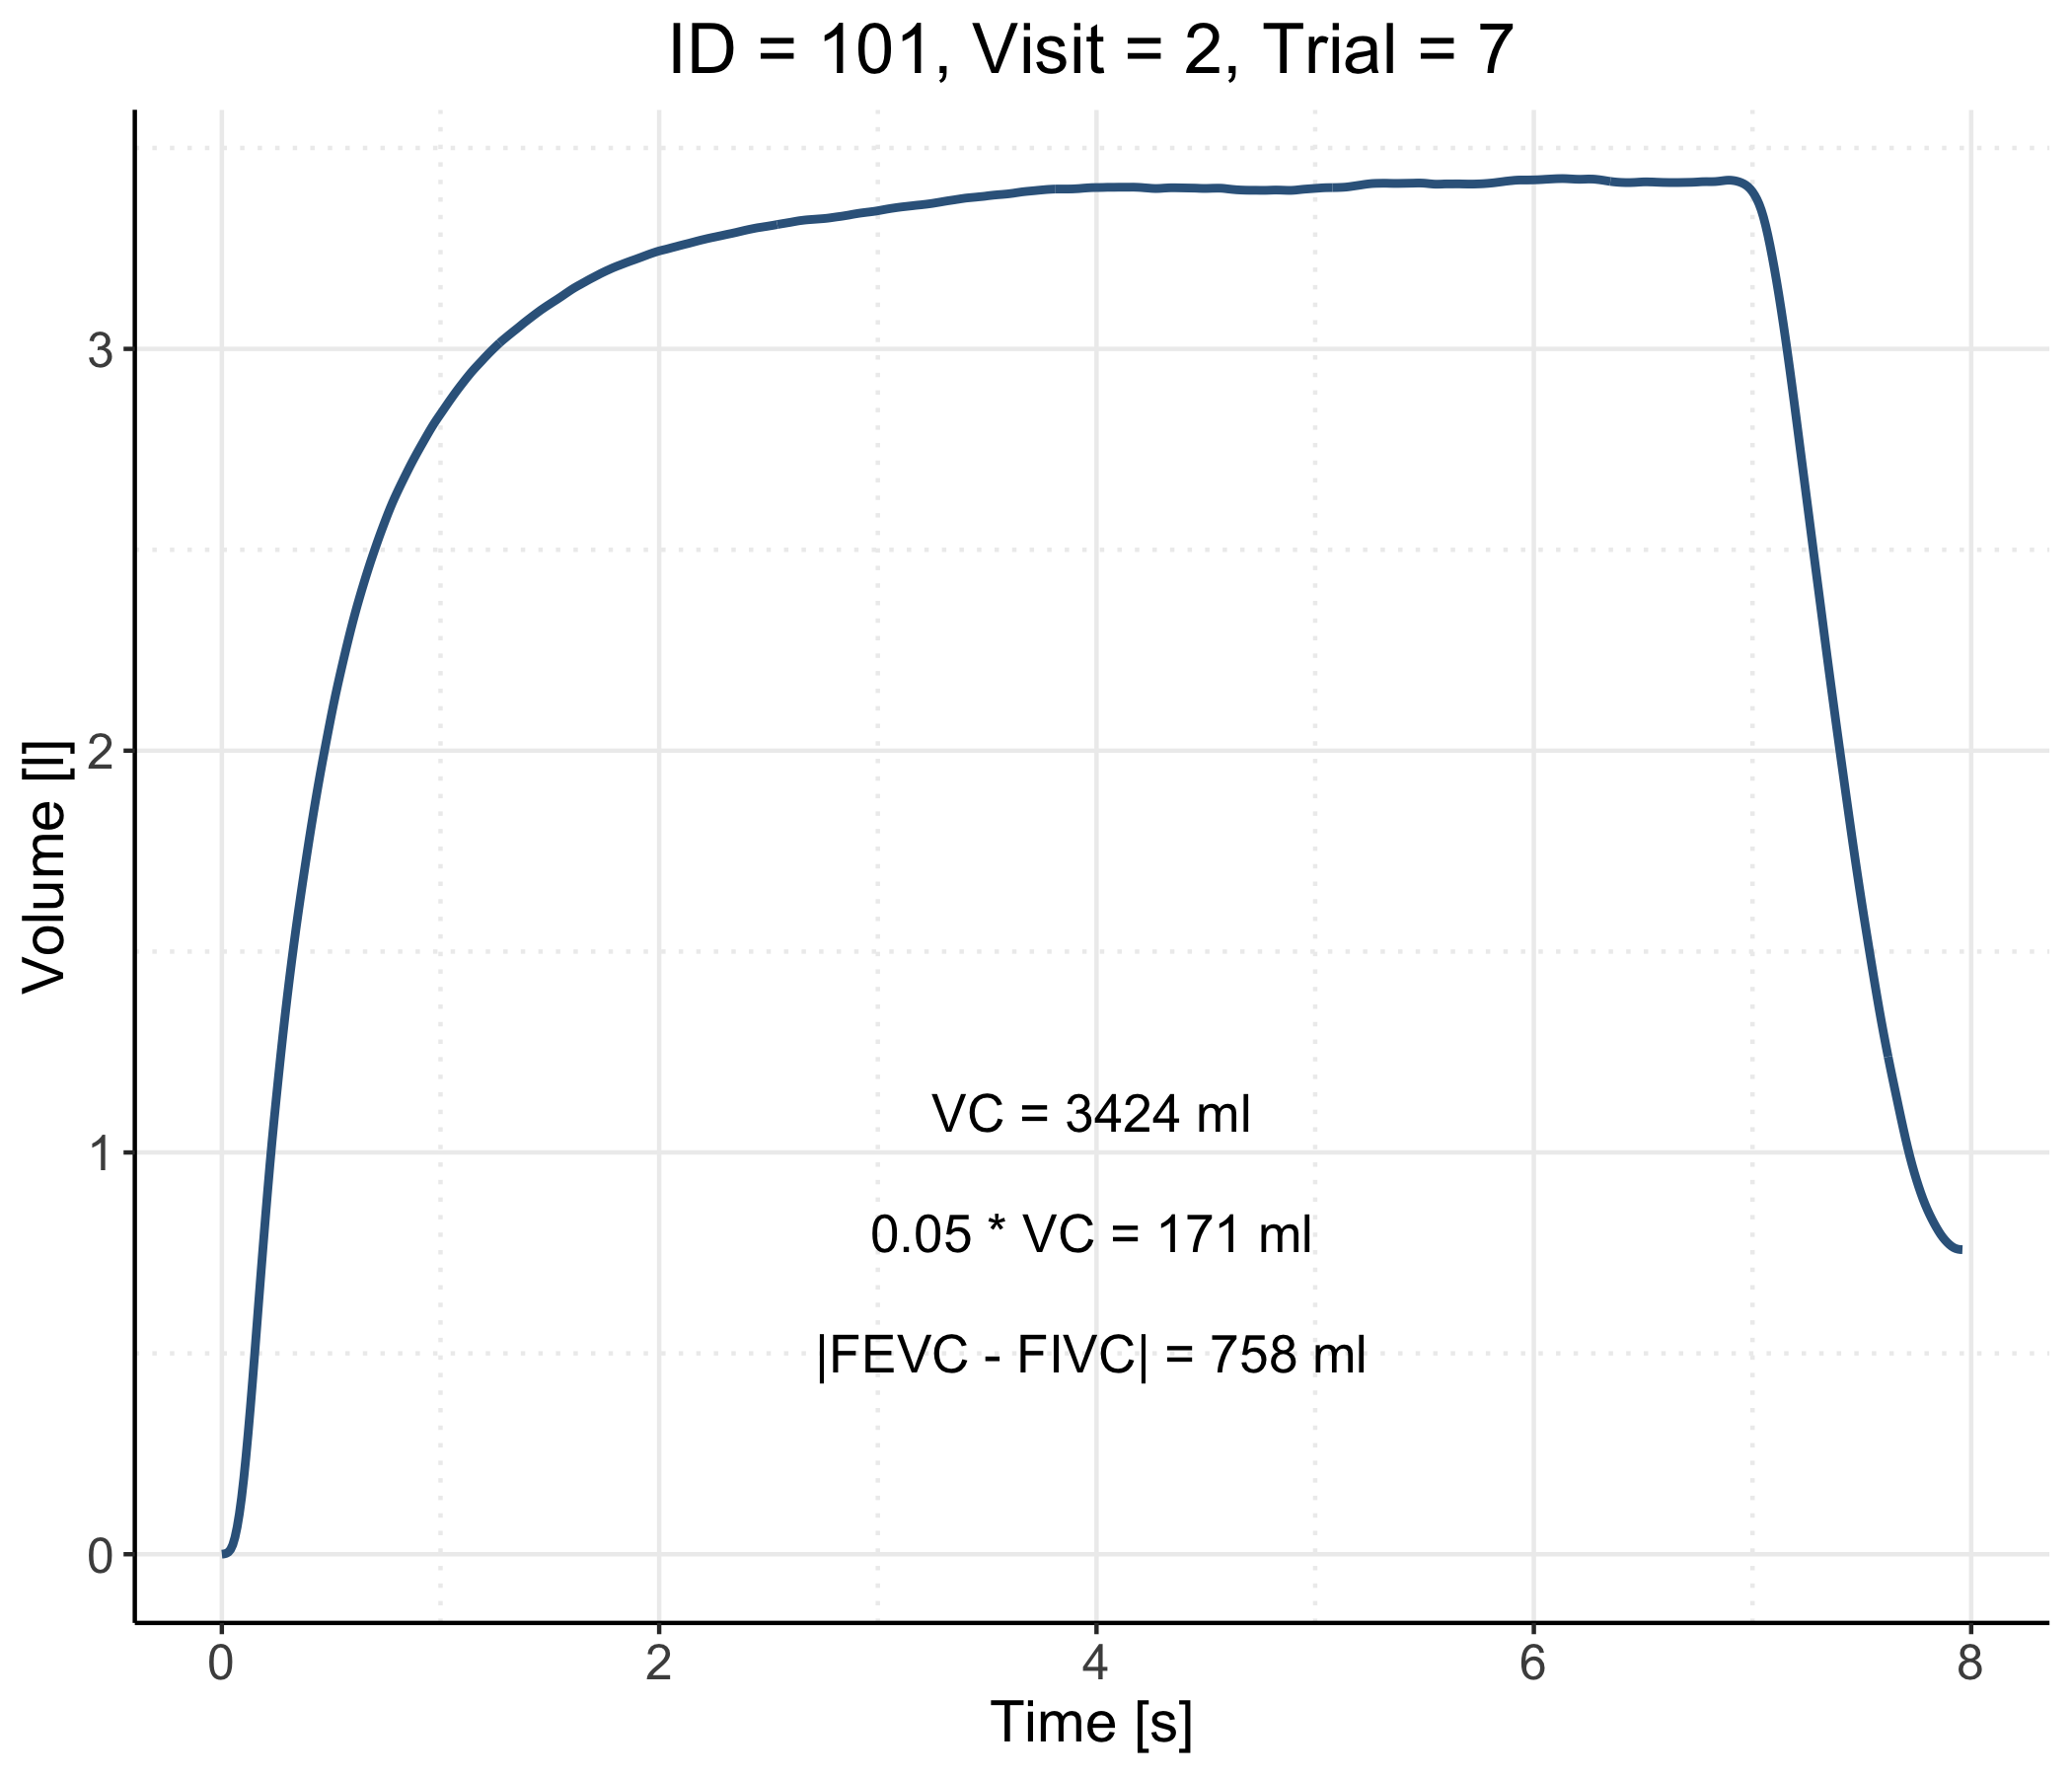 ID = 101, Visit = 2, Trial = 7
Volume [l]
3
2
1
0
VC = 3424 ml
0.05 * VC = 171 ml
|FEVC - FIVC| = 758 ml
0 2 4 6 8
Time [s]